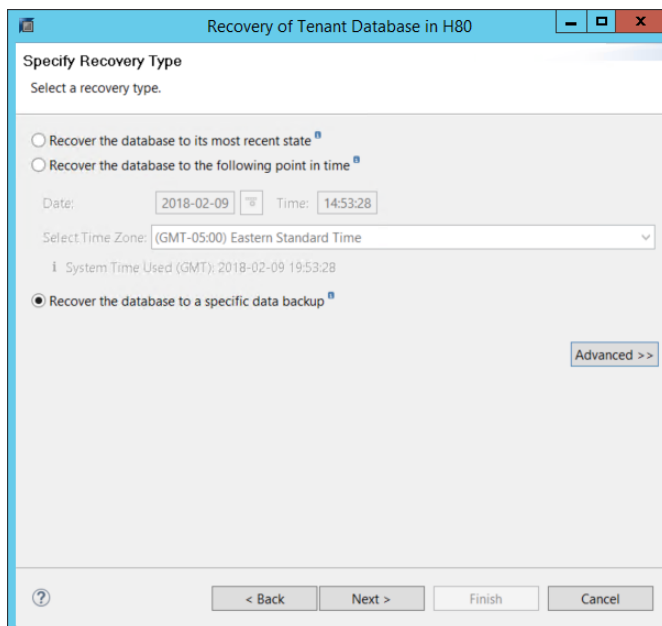 Recovery of Tenant Database in H80
Specify Recovery Type
Select a recovery type.
Recover the database to its most recent state
Recover the database to the following point in time
Date: 2018-02-09 Time: 14:53:28
Select Time Zone: (GMT-05:00) Eastern Standard Time
System Time Used (GMT): 2018-02-09 19:53:28
Recover the database to a specific data backup
Advanced >>
< Back Next > Finish Cancel